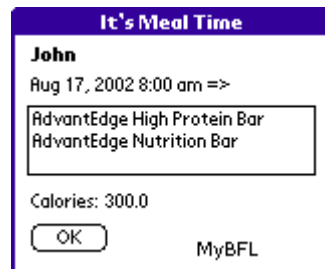 It's Meal Time
John
Aug 17, 2002 8:00 am =>
AdvantEdge High Protein Bar
AdvantEdge Nutrition Bar
Calories: 300.0
OK
MyBFL